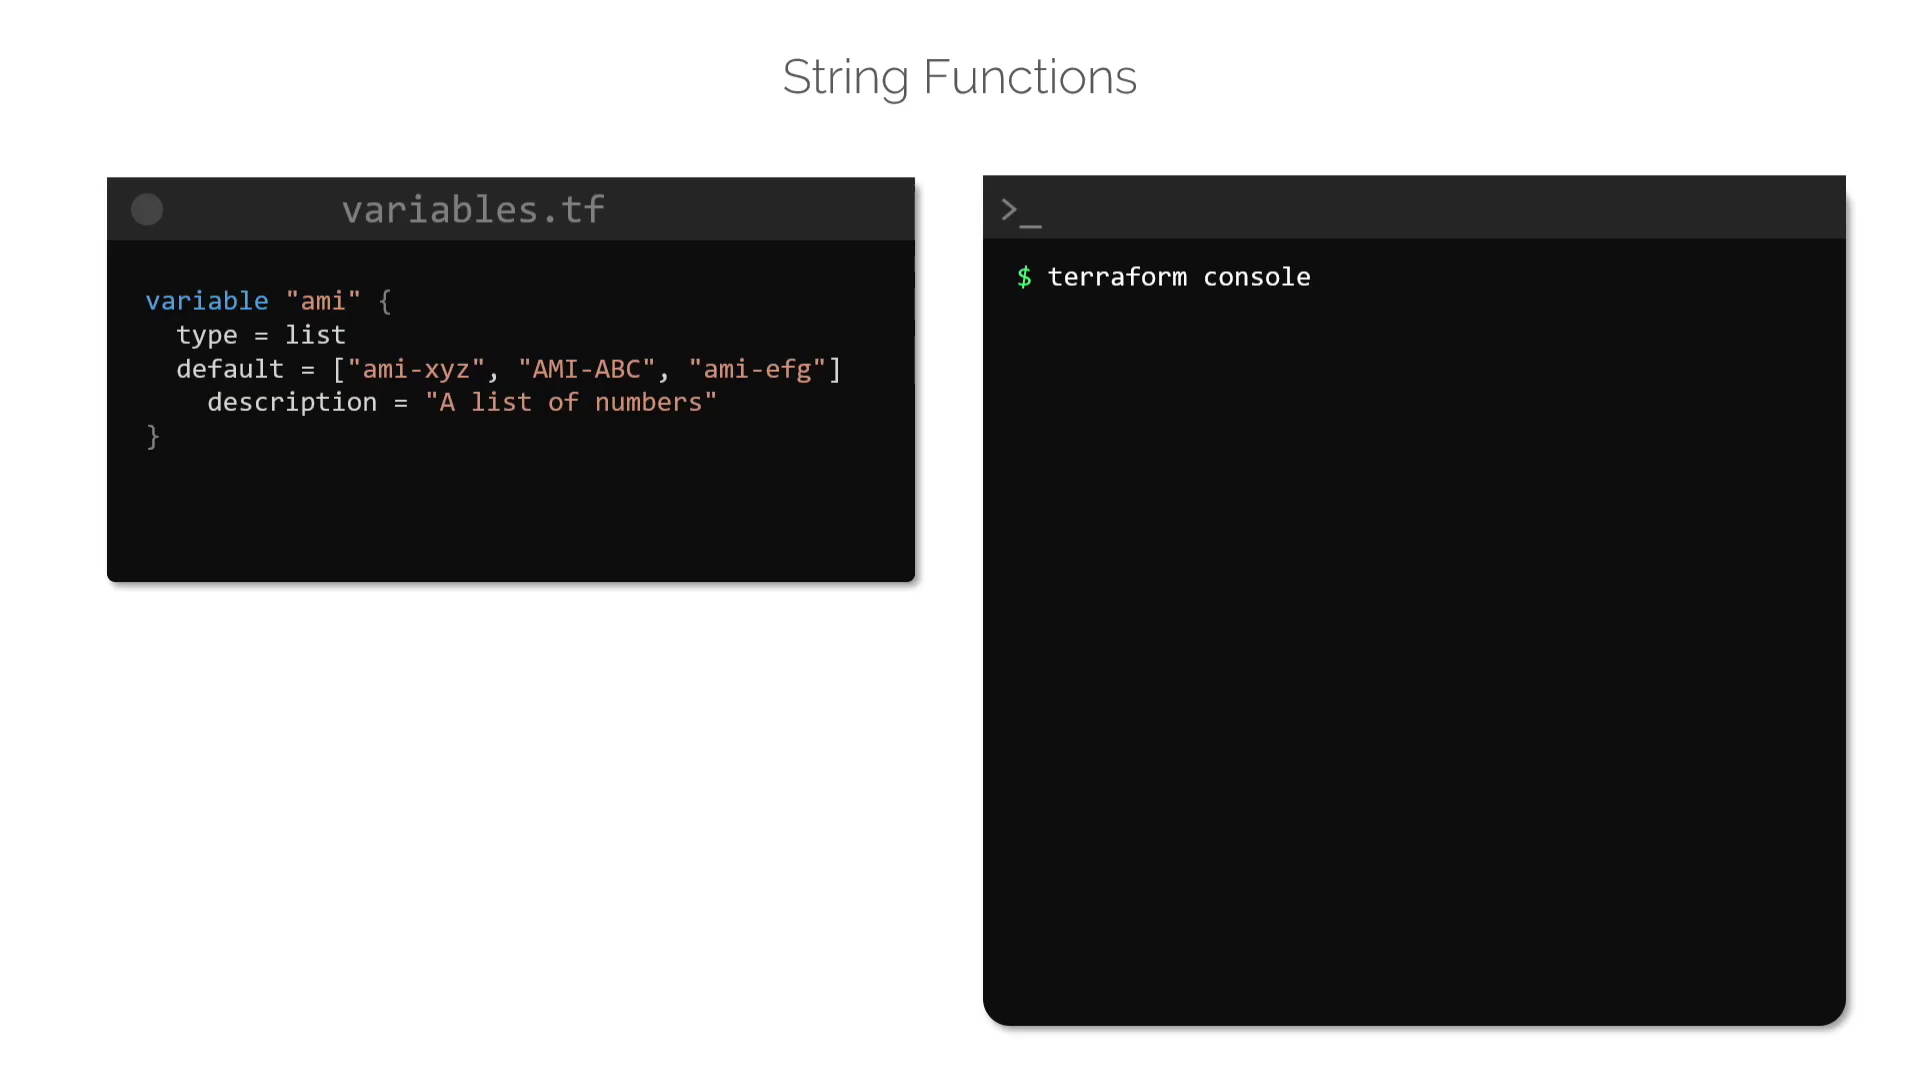 String Functions
variables.tf
variable "ami" {
  type = list
  default = ["ami-xyz", "AMI-ABC", "ami-efg"]
    description = "A list of numbers"
}
>_
$ terraform console